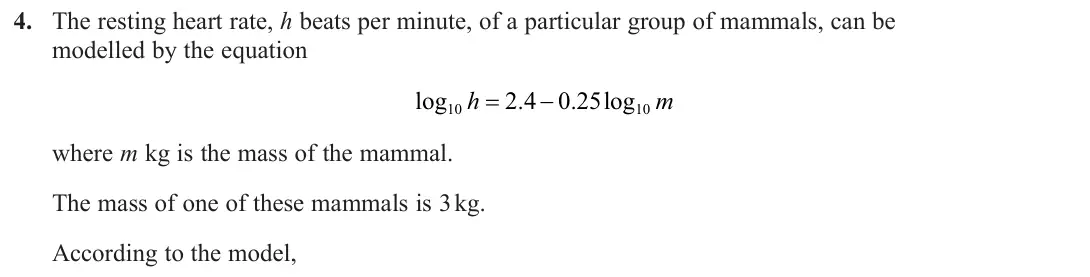 4. The resting heart rate, h beats per minute, of a particular group of mammals, can be
modelled by the equation
log₁₀ h = 2.4 – 0.25 log₁₀ m
where m kg is the mass of the mammal.
The mass of one of these mammals is 3 kg.
According to the model,